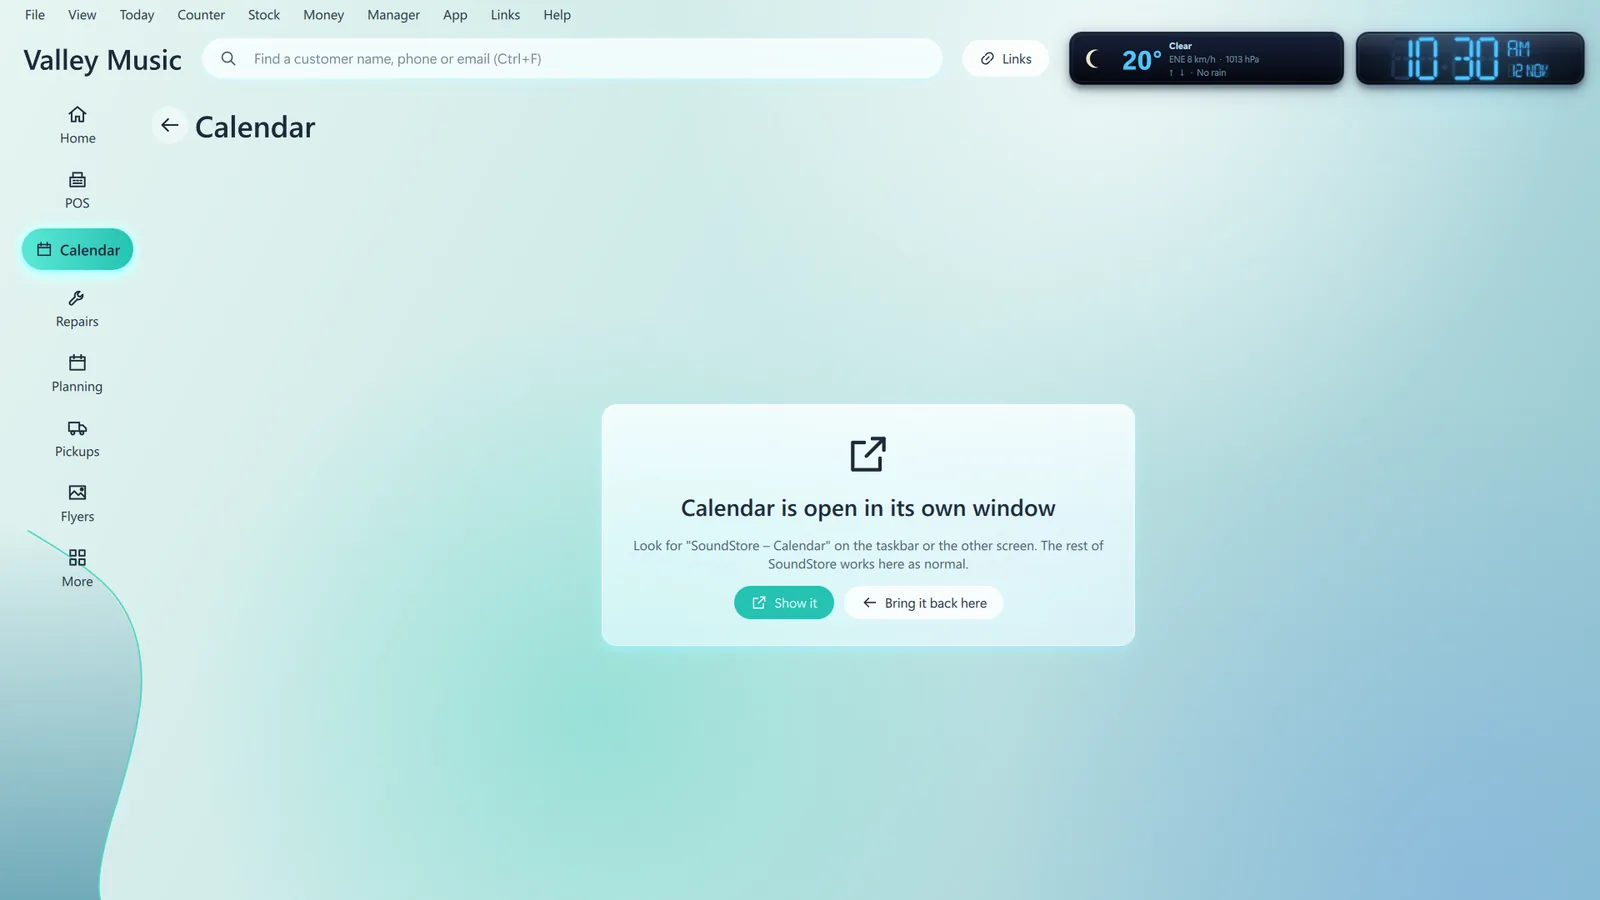 File View Today Counter Stock Money Manager App Links Help
Valley Music
Find a customer name, phone or email (Ctrl+F)
Links
20°
Clear
ENE 8 km/h · 1013 hPa
↑ ↓ · No rain
10:30 AM
12 NOV
Home
POS
Calendar
Repairs
Planning
Pickups
Flyers
More
Calendar
Calendar is open in its own window
Look for "SoundStore – Calendar" on the taskbar or the other screen. The rest of
SoundStore works here as normal.
Show it
Bring it back here